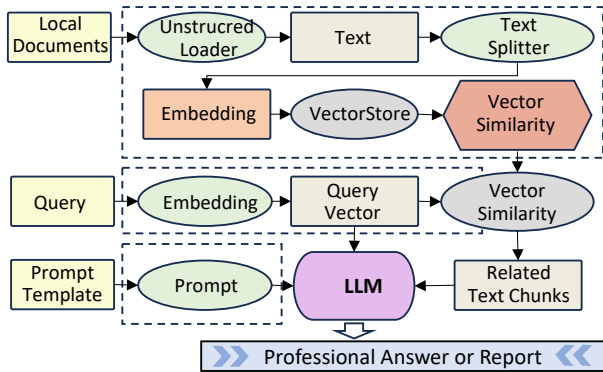 Local
Documents
Unstrucred
Loader
Text
Text
Splitter
Embedding
VectorStore
Vector
Similarity
Query
Embedding
Query
Vector
Vector
Similarity
Prompt
Template
Prompt
LLM
Related
Text Chunks
Professional Answer or Report